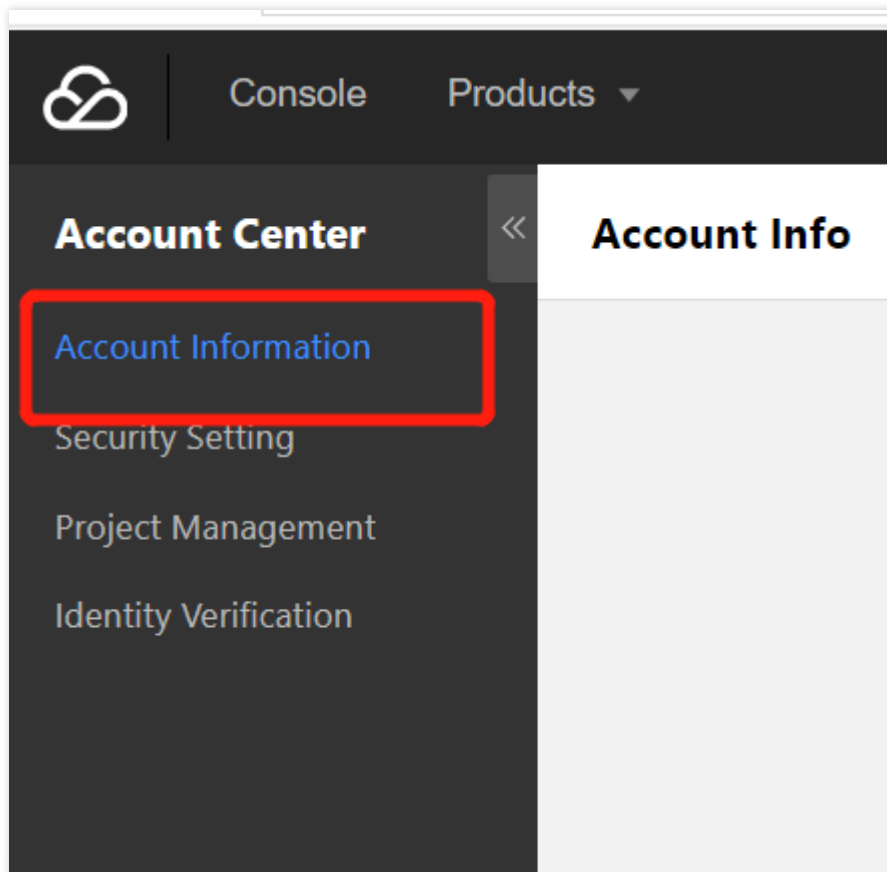 Console Products
Account Center
Account Info
Account Information
Security Setting
Project Management
Identity Verification